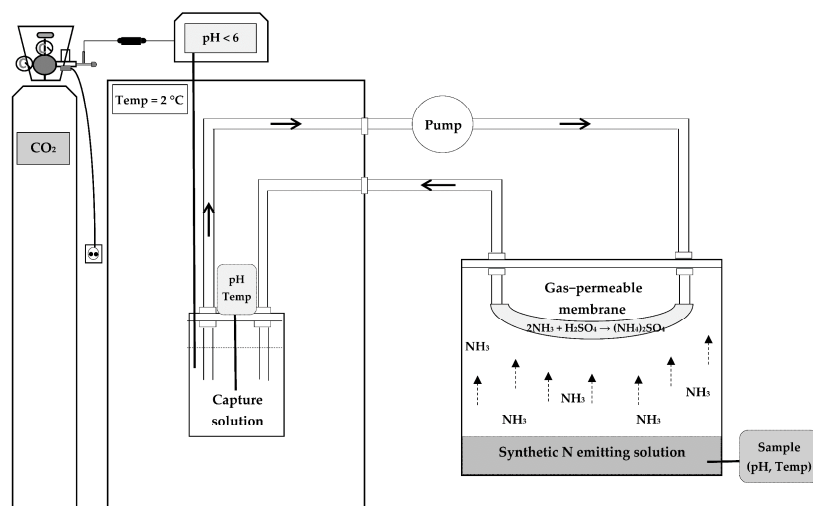 pH < 6
Temp = 2 °C
Pump
CO₂
pH
Temp
Gas−permeable
membrane
2NH₃ + H₂SO₄ → (NH₄)₂SO₄
NH₃
NH₃
NH₃
NH₃
NH₃
Capture
solution
Synthetic N emitting solution
Sample
(pH, Temp)